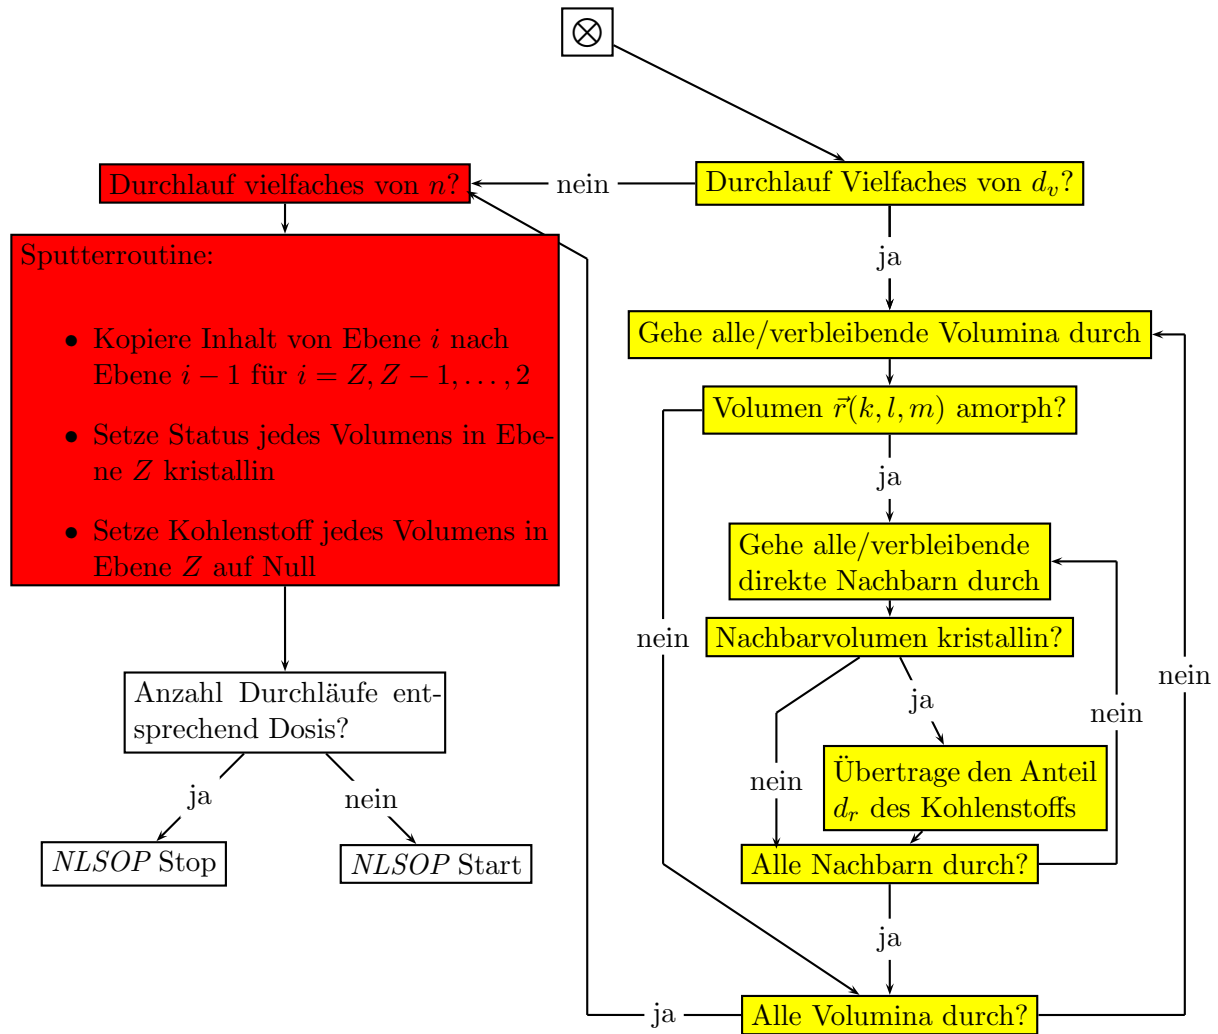 ⊗
Durchlauf vielfaches von n?
nein
Durchlauf Vielfaches von d_v?
ja
Sputterroutine:
• Kopiere Inhalt von Ebene i nach
Ebene i − 1 für i = Z, Z − 1, . . . , 2
• Setze Status jedes Volumens in Ebe-
ne Z kristallin
• Setze Kohlenstoff jedes Volumens in
Ebene Z auf Null
Anzahl Durchläufe ent-
sprechend Dosis?
ja
nein
NLSOP Stop
NLSOP Start
Gehe alle/verbleibende Volumina durch
Volumen r⃗(k, l, m) amorph?
ja
nein
Gehe alle/verbleibende
direkte Nachbarn durch
Nachbarvolumen kristallin?
ja
nein
Übertrage den Anteil
d_r des Kohlenstoffs
Alle Nachbarn durch?
nein
ja
nein
Alle Volumina durch?
ja